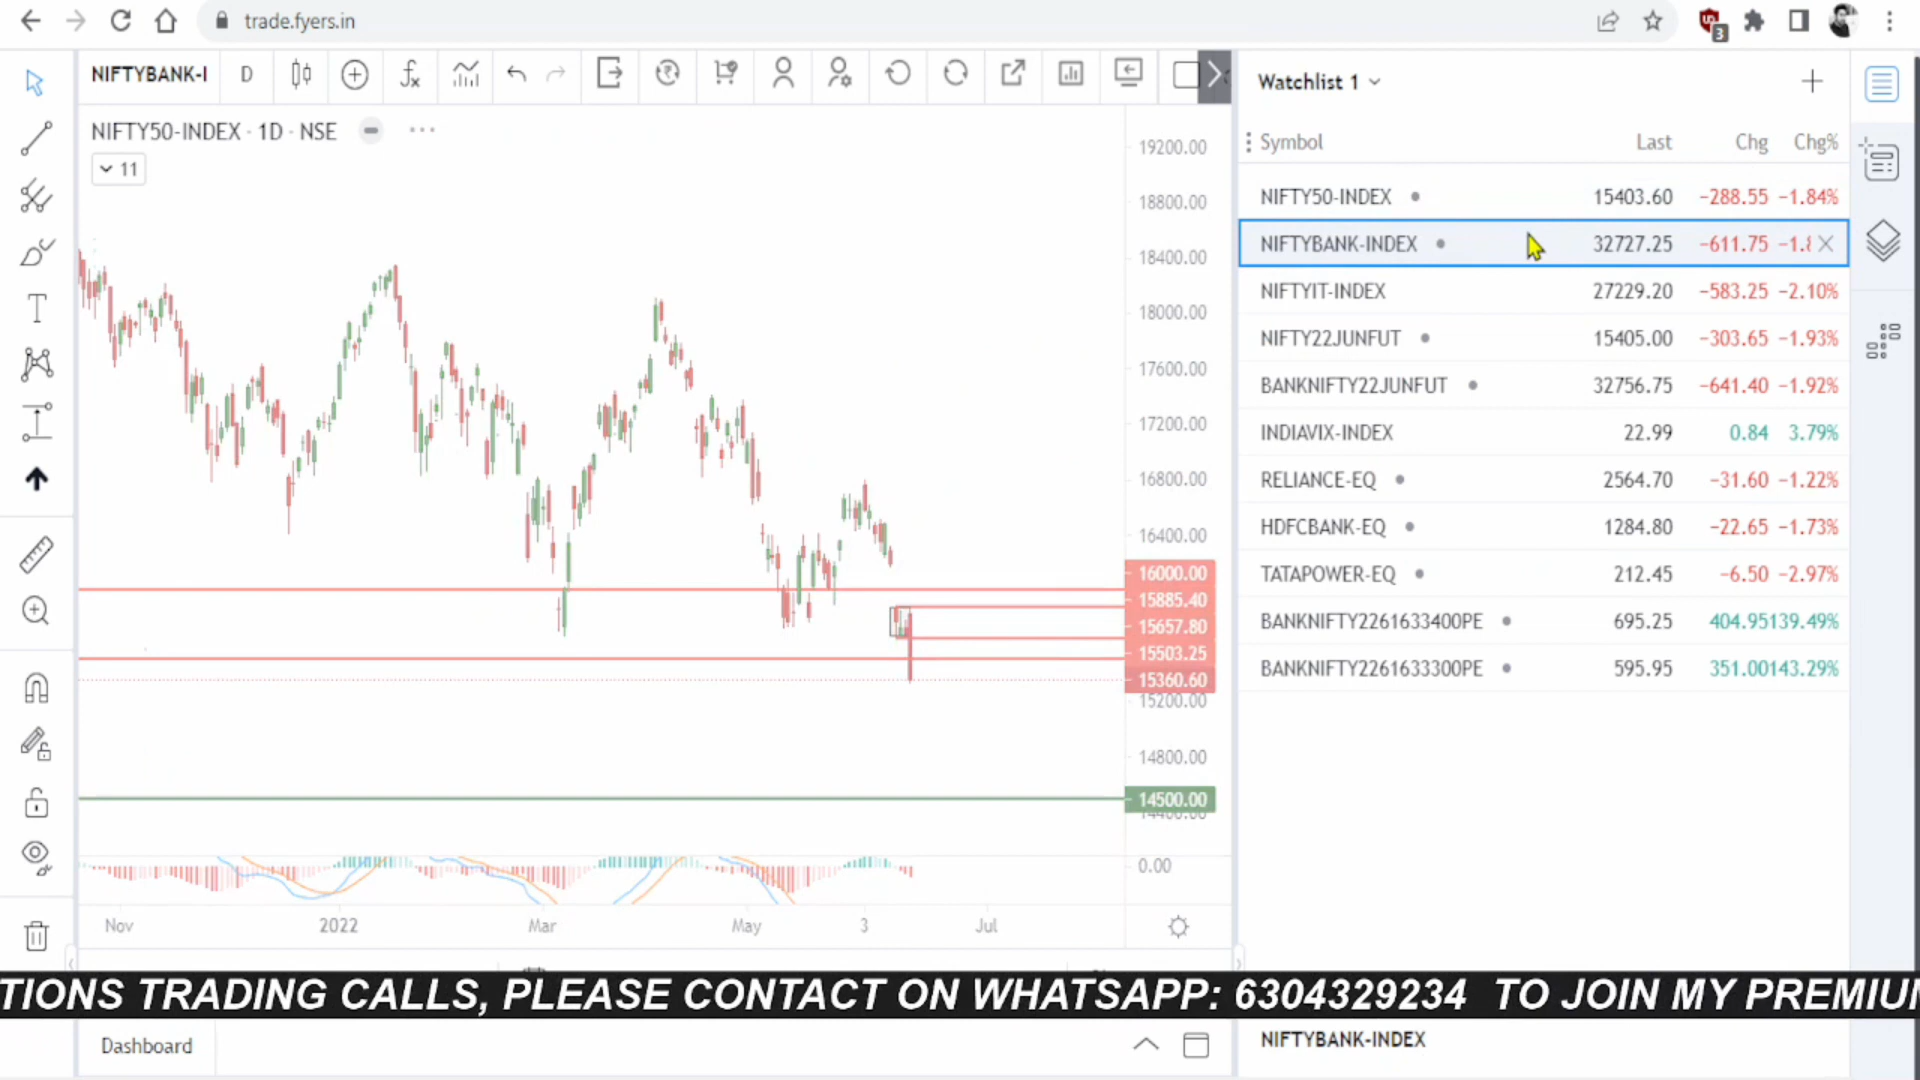 trade.fyers.in
3
NIFTYBANK-I D
Watchlist 1
NIFTY50-INDEX · 1D · NSE
11
Symbol Last Chg Chg%
NIFTY50-INDEX 15403.60 −288.55 −1.84%
NIFTYBANK-INDEX 32727.25 −611.75
NIFTYIT-INDEX 27229.20 −583.25 −2.10%
NIFTY22JUNFUT 15405.00 −303.65 −1.93%
BANKNIFTY22JUNFUT 32756.75 −641.40 −1.92%
INDIAVIX-INDEX 22.99 0.84 3.79%
RELIANCE-EQ 2564.70 −31.60 −1.22%
HDFCBANK-EQ 1284.80 −22.65 −1.73%
TATAPOWER-EQ 212.45 −6.50 −2.97%
BANKNIFTY2261633400PE 695.25 404.95139.49%
BANKNIFTY2261633300PE 595.95 351.00143.29%
19200.00
18800.00
18400.00
18000.00
17600.00
17200.00
16800.00
16400.00
16000.00
15885.40
15657.80
15503.25
15360.60
15200.00
14800.00
14500.00
14400.00
0.00
Nov 2022 Mar May 3 Jul
TIONS TRADING CALLS, PLEASE CONTACT ON WHATSAPP: 6304329234 TO JOIN MY PREMIUM
Dashboard
NIFTYBANK-INDEX